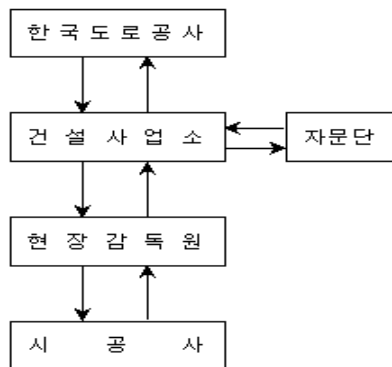 한국도로공사
건 설 사 업 소
자문단
현 장 감 독 원
시 공 사